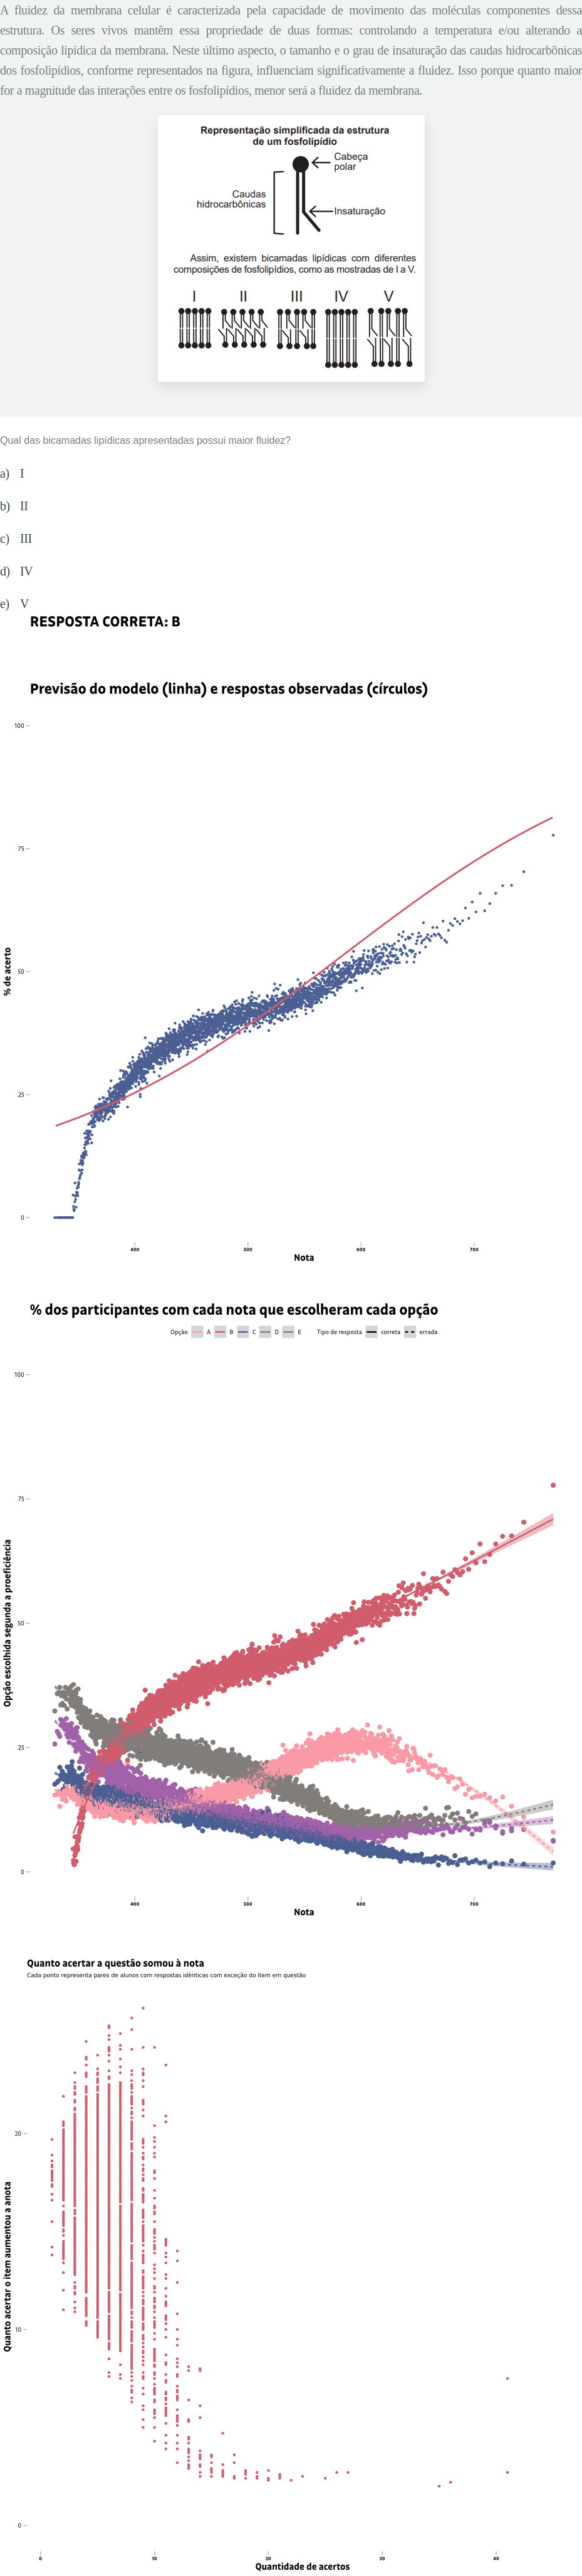 A fluidez da membrana celular é caracterizada pela capacidade de movimento das moléculas componentes dessa
estrutura. Os seres vivos mantêm essa propriedade de duas formas: controlando a temperatura e/ou alterando a
composição lipídica da membrana. Neste último aspecto, o tamanho e o grau de insaturação das caudas hidrocarbônicas
dos fosfolipídios, conforme representados na figura, influenciam significativamente a fluidez. Isso porque quanto maior
for a magnitude das interações entre os fosfolipídios, menor será a fluidez da membrana.
Representação simplificada da estrutura
de um fosfolipídio
Cabeça
polar
Caudas
hidrocarbônicas
Insaturação
Assim, existem bicamadas lipídicas com diferentes
composições de fosfolipídios, como as mostradas de I a V.
I II III IV V
Qual das bicamadas lipídicas apresentadas possui maior fluidez?
a) I
b) II
c) III
d) IV
e) V
RESPOSTA CORRETA: B
Previsão do modelo (linha) e respostas observadas (círculos)
100
75
50
25
0
% de acerto
400 500 600 700
Nota
% dos participantes com cada nota que escolheram cada opção
Opção A B C D E Tipo de resposta correta errada
100
75
50
25
0
Opção escolhida segunda a proeficiência
400 500 600 700
Nota
Quanto acertar a questão somou à nota
Cada ponto representa pares de alunos com respostas idênticas com exceção do item em questão
20
10
0
Quanto acertar o item aumentou a anota
0 10 20 30 40
Quantidade de acertos